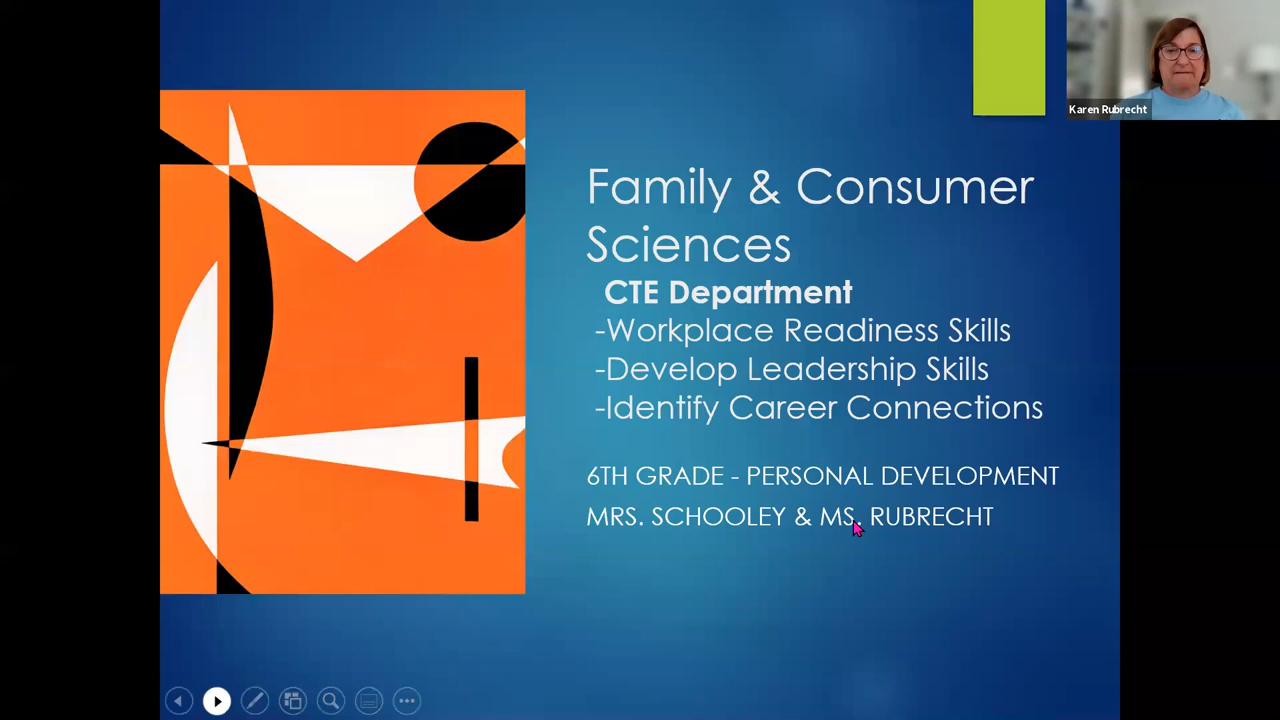 Karen Rubrecht
Family & Consumer
Sciences
CTE Department
-Workplace Readiness Skills
-Develop Leadership Skills
-Identify Career Connections
6TH GRADE - PERSONAL DEVELOPMENT
MRS. SCHOOLEY & MS. RUBRECHT